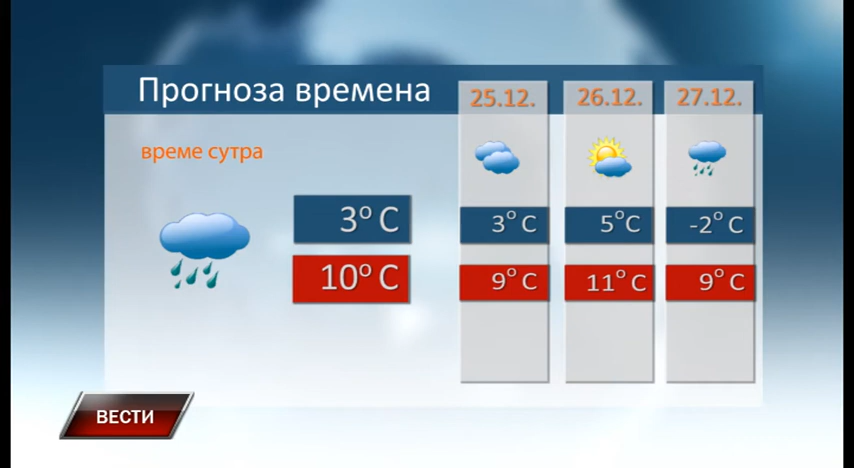 Прогноза времена
време сутра
3° C
10° C
25.12.
3° C
9° C
26.12.
5°C
11° C
27.12.
-2° C
9° C
ВЕСТИ